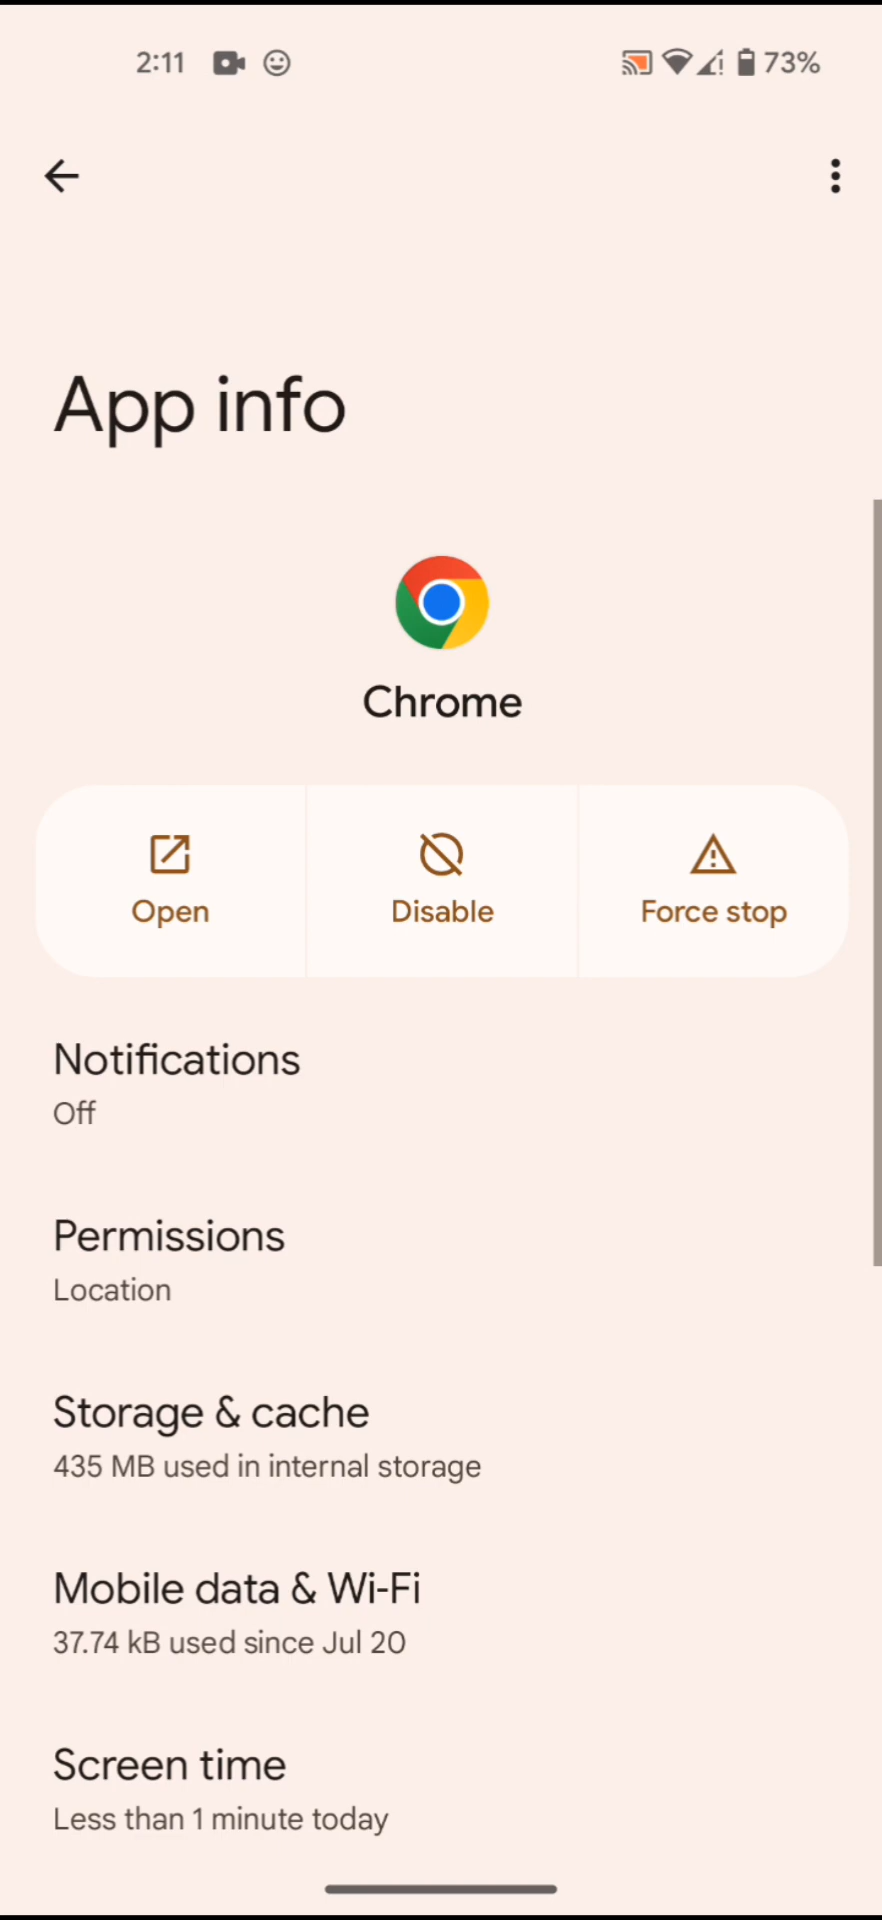 2:11
73%
App info
Chrome
Open
Disable
Force stop
Notifications
Off
Permissions
Location
Storage & cache
435 MB used in internal storage
Mobile data & Wi-Fi
37.74 kB used since Jul 20
Screen time
Less than 1 minute today